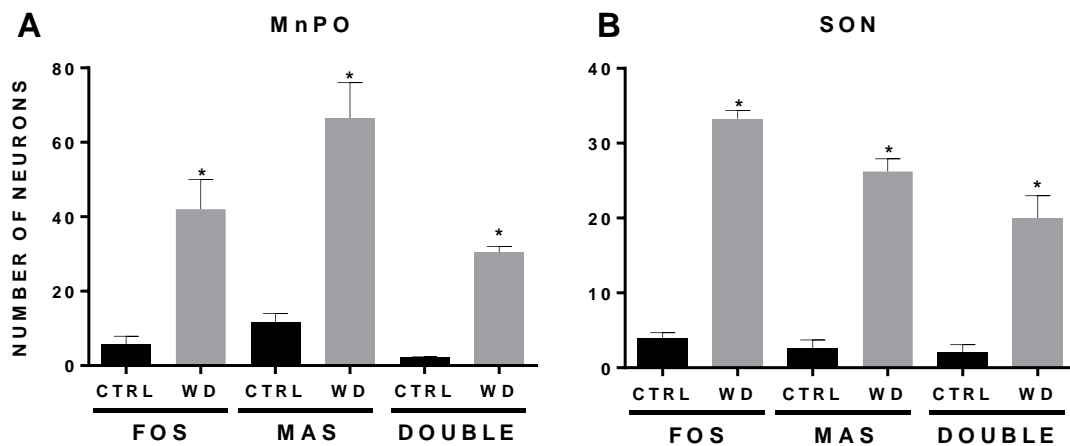 A
MnPO
NUMBER OF NEURONS
80
60
40
20
0
*
*
*
CTRL WD CTRL WD CTRL WD
FOS MAS DOUBLE
B
SON
40
30
20
10
0
*
*
*
CTRL WD CTRL WD CTRL WD
FOS MAS DOUBLE